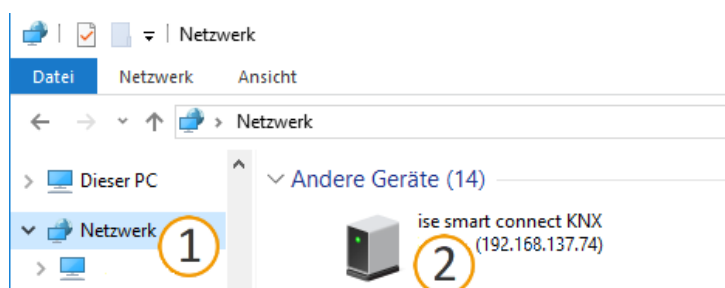 Netzwerk
Datei Netzwerk Ansicht
Netzwerk
Dieser PC
Andere Geräte (14)
Netzwerk
1
ise smart connect KNX
(192.168.137.74)
2